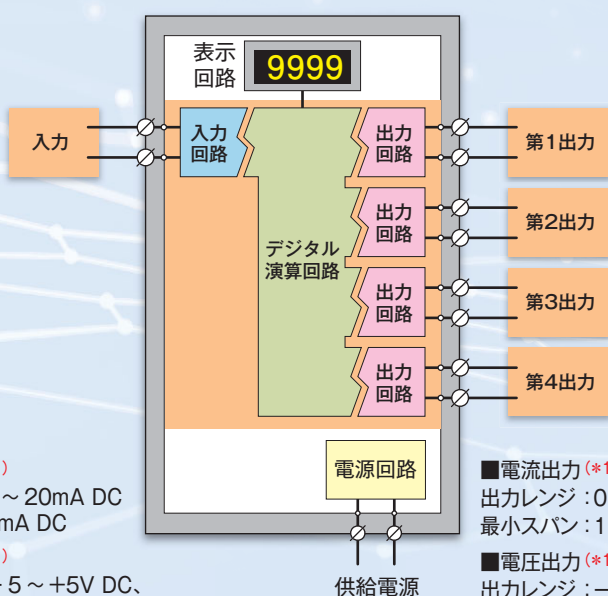 表示
回路
9999
入力
入力
回路
出力
回路
第1出力
出力
回路
第2出力
デジタル
演算回路
出力
回路
第3出力
出力
回路
第4出力
電源回路
供給電源
)
~ 20mA DC
mA DC
)
5~+5V DC、
■電流出力(*1
出力レンジ:0
最小スパン:1
■電圧出力(*1
出力レンジ:-